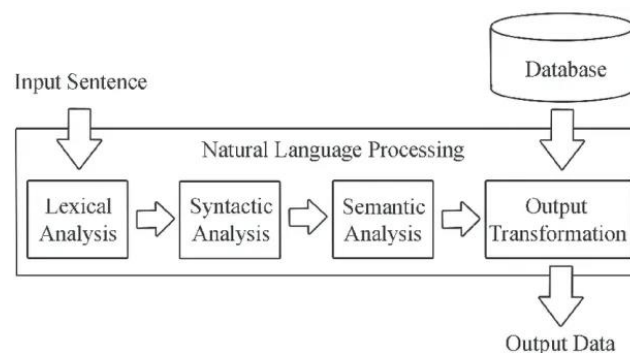 Input Sentence
Database
Natural Language Processing
Lexical
Analysis
Syntactic
Analysis
Semantic
Analysis
Output
Transformation
Output Data